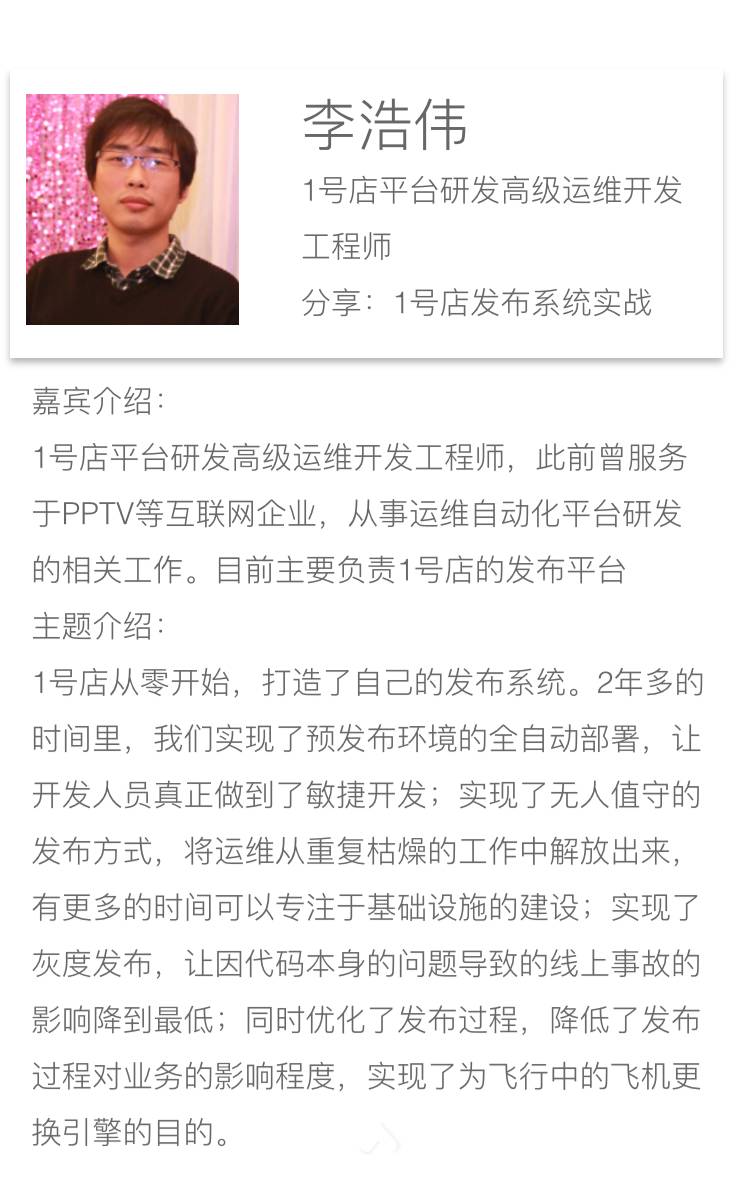 李浩伟
1号店平台研发高级运维开发
工程师
分享：1号店发布系统实战
嘉宾介绍：
1号店平台研发高级运维开发工程师，此前曾服务
于PPTV等互联网企业，从事运维自动化平台研发
的相关工作。目前主要负责1号店的发布平台
主题介绍：
1号店从零开始，打造了自己的发布系统。2年多的
时间里，我们实现了预发布环境的全自动部署，让
开发人员真正做到了敏捷开发；实现了无人值守的
发布方式，将运维从重复枯燥的工作中解放出来，
有更多的时间可以专注于基础设施的建设；实现了
灰度发布，让因代码本身的问题导致的线上事故的
影响降到最低；同时优化了发布过程，降低了发布
过程对业务的影响程度，实现了为飞行中的飞机更
换引擎的目的。